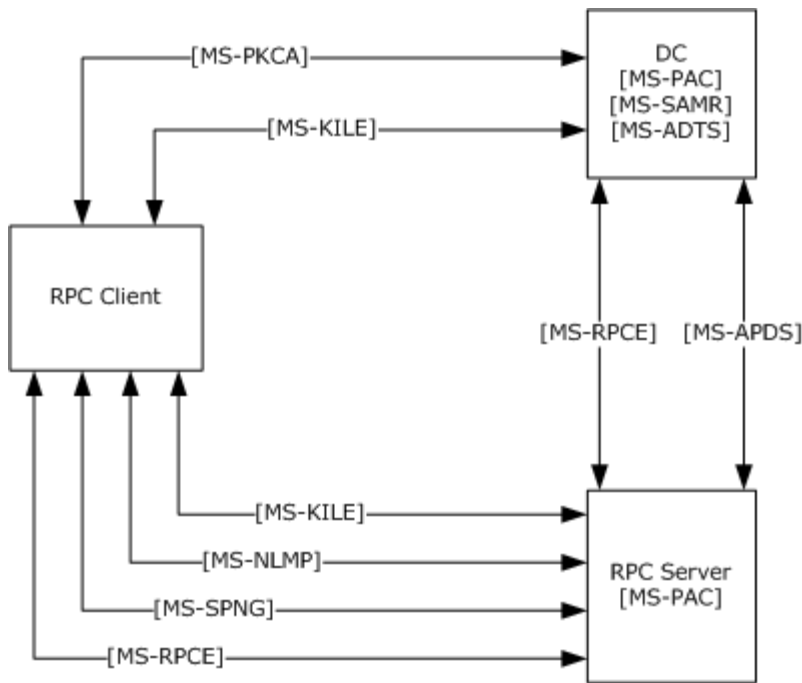 [MS-PKCA]
DC
[MS-PAC]
[MS-SAMR]
[MS-ADTS]
[MS-KILE]
RPC Client
[MS-RPCE]
[MS-APDS]
[MS-KILE]
[MS-NLMP]
RPC Server
[MS-PAC]
[MS-SPNG]
[MS-RPCE]